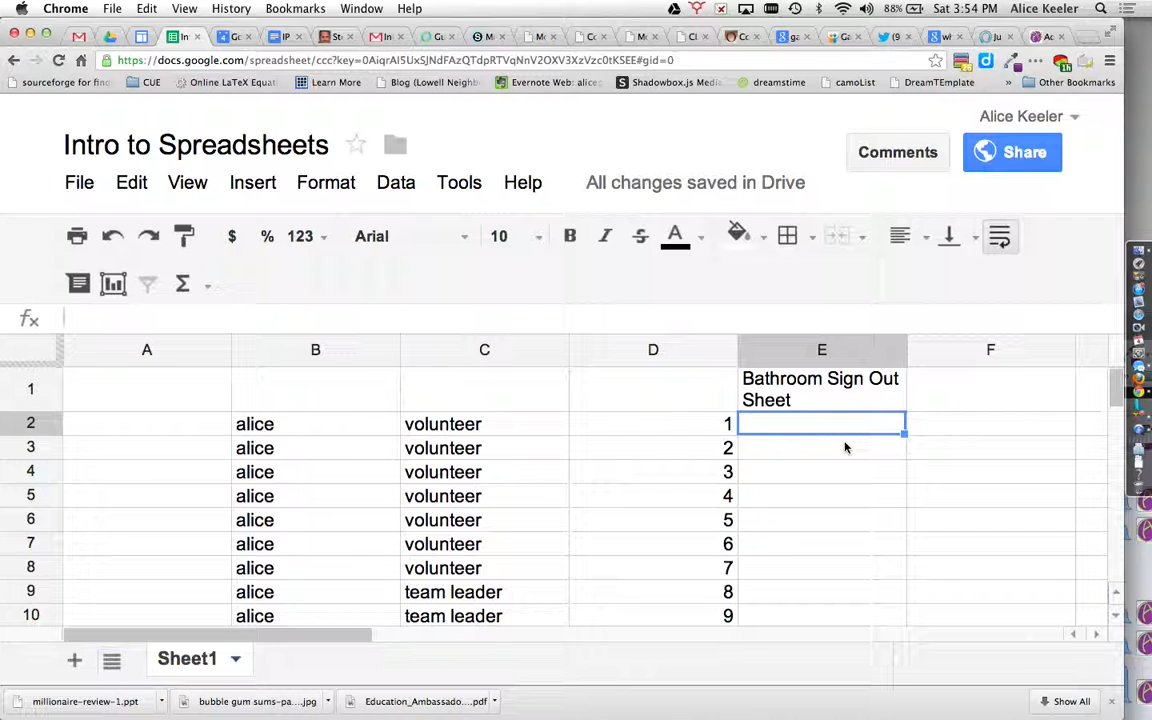 Chrome File Edit View History Bookmarks Window Help 88% Sat 3:54 PM Alice Keeler
https://docs.google.com/spreadsheet/ccc?key=0AiqrAl5UxSJNdFAzQTdpRTVqNnV2OXV3XzVzc0tKSEE#gid=0
sourceforge for fin CUE Online LaTeX Equat Learn More Blog (Lowell Neighb Evernote Web: alice Shadowbox.js Media dreamstime camoList DreamTEmplate » Other Bookmarks
Alice Keeler
Intro to Spreadsheets Comments Share
File Edit View Insert Format Data Tools Help All changes saved in Drive
$ % 123 Arial 10 B I S A
Σ
fx
A B C D E F
1 Bathroom Sign Out
Sheet
2 alice volunteer 1
3 alice volunteer 2
4 alice volunteer 3
5 alice volunteer 4
6 alice volunteer 5
7 alice volunteer 6
8 alice volunteer 7
9 alice team leader 8
10 alice team leader 9
+ Sheet1
millionaire-review-1.ppt bubble gum sums-pa....jpg Education_Ambassado....pdf Show All